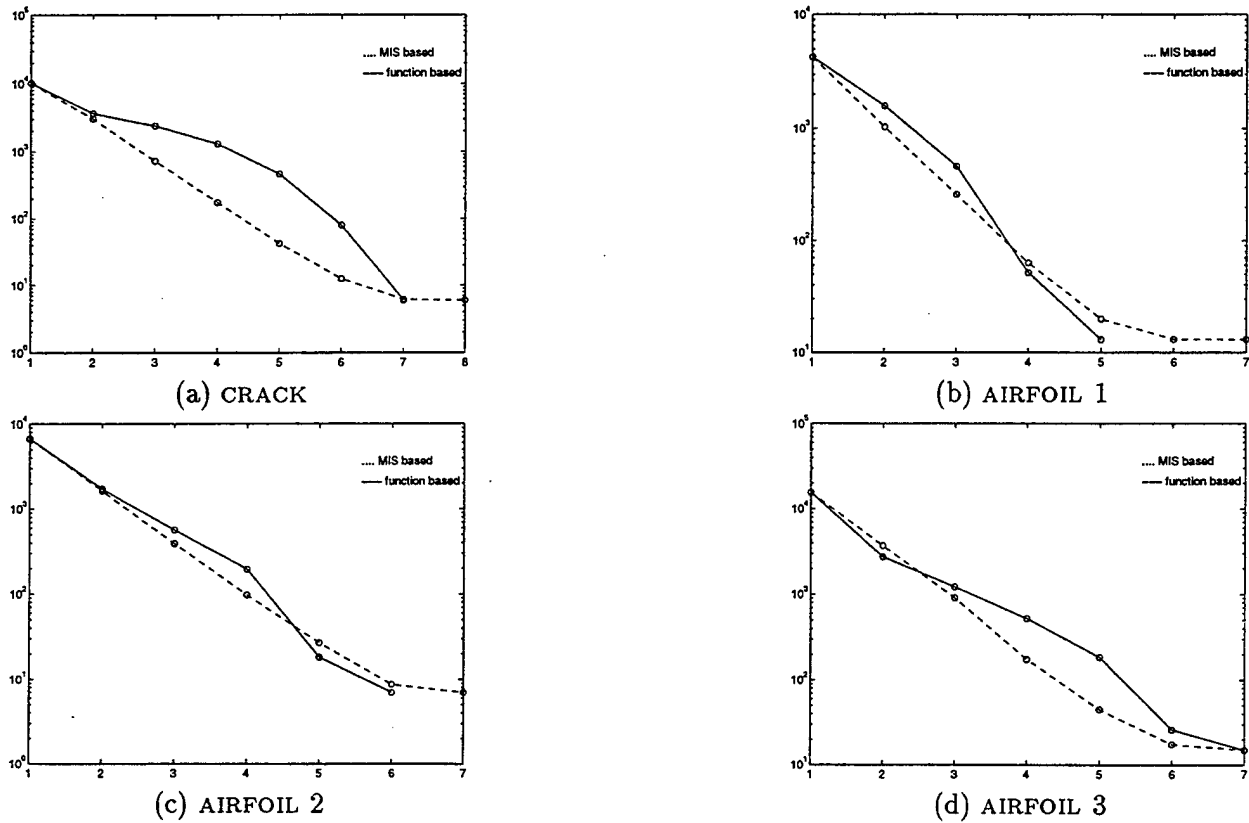 10^5
10^4
10^3
10^2
10^1
10^0
MIS based
function based
1 2 3 4 5 6 7 8
(a) CRACK
10^4
10^3
10^2
10^1
MIS based
function based
1 2 3 4 5 6 7
(b) AIRFOIL 1
10^4
10^3
10^2
10^1
10^0
MIS based
function based
1 2 3 4 5 6 7
(c) AIRFOIL 2
10^5
10^4
10^3
10^2
10^1
MIS based
function based
1 2 3 4 5 6 7
(d) AIRFOIL 3